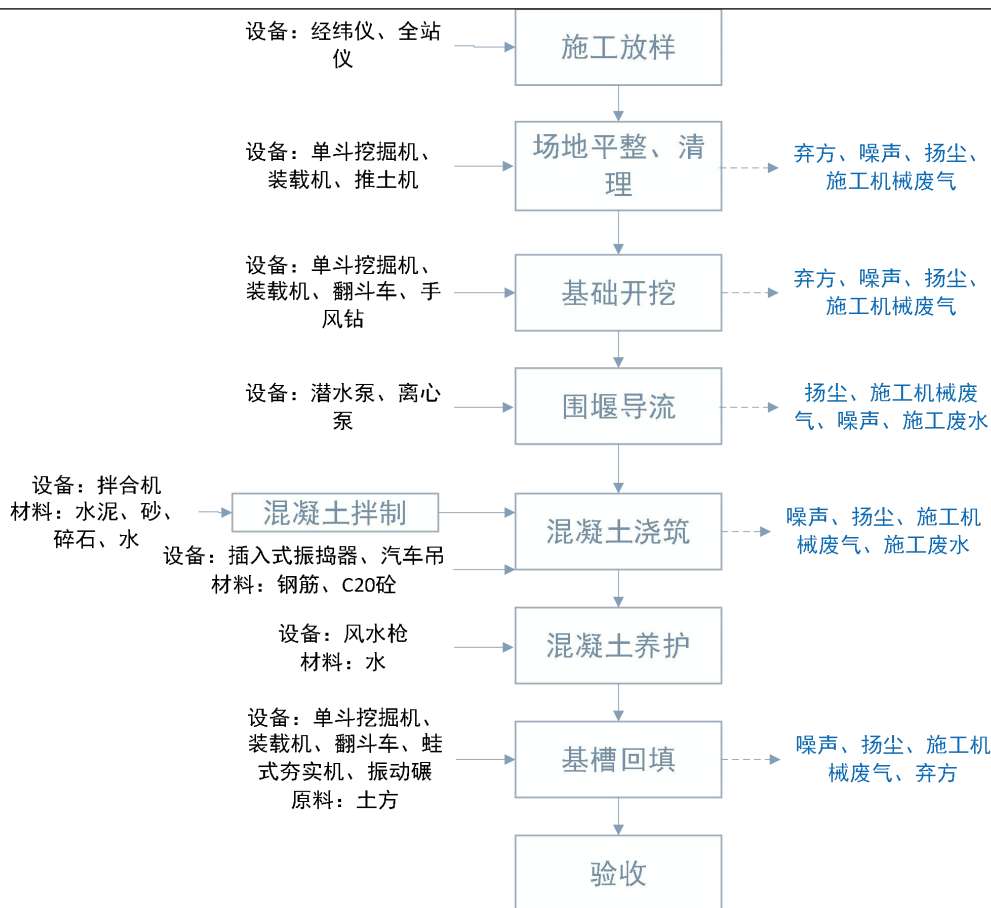 设备：经纬仪、全站
仪
施工放样
设备：单斗挖掘机、
装载机、推土机
场地平整、清
理
弃方、噪声、扬尘、
施工机械废气
设备：单斗挖掘机、
装载机、翻斗车、手
风钻
基础开挖
弃方、噪声、扬尘、
施工机械废气
设备：潜水泵、离心
泵
围堰导流
扬尘、施工机械废
气、噪声、施工废水
设备：拌合机
材料：水泥、砂、
碎石、水
混凝土拌制
设备：插入式振捣器、汽车吊
材料：钢筋、C20砼
混凝土浇筑
噪声、扬尘、施工机
械废气、施工废水
设备：风水枪
材料：水
混凝土养护
设备：单斗挖掘机、
装载机、翻斗车、蛙
式夯实机、振动碾
原料：土方
基槽回填
噪声、扬尘、施工机
械废气、弃方
验收